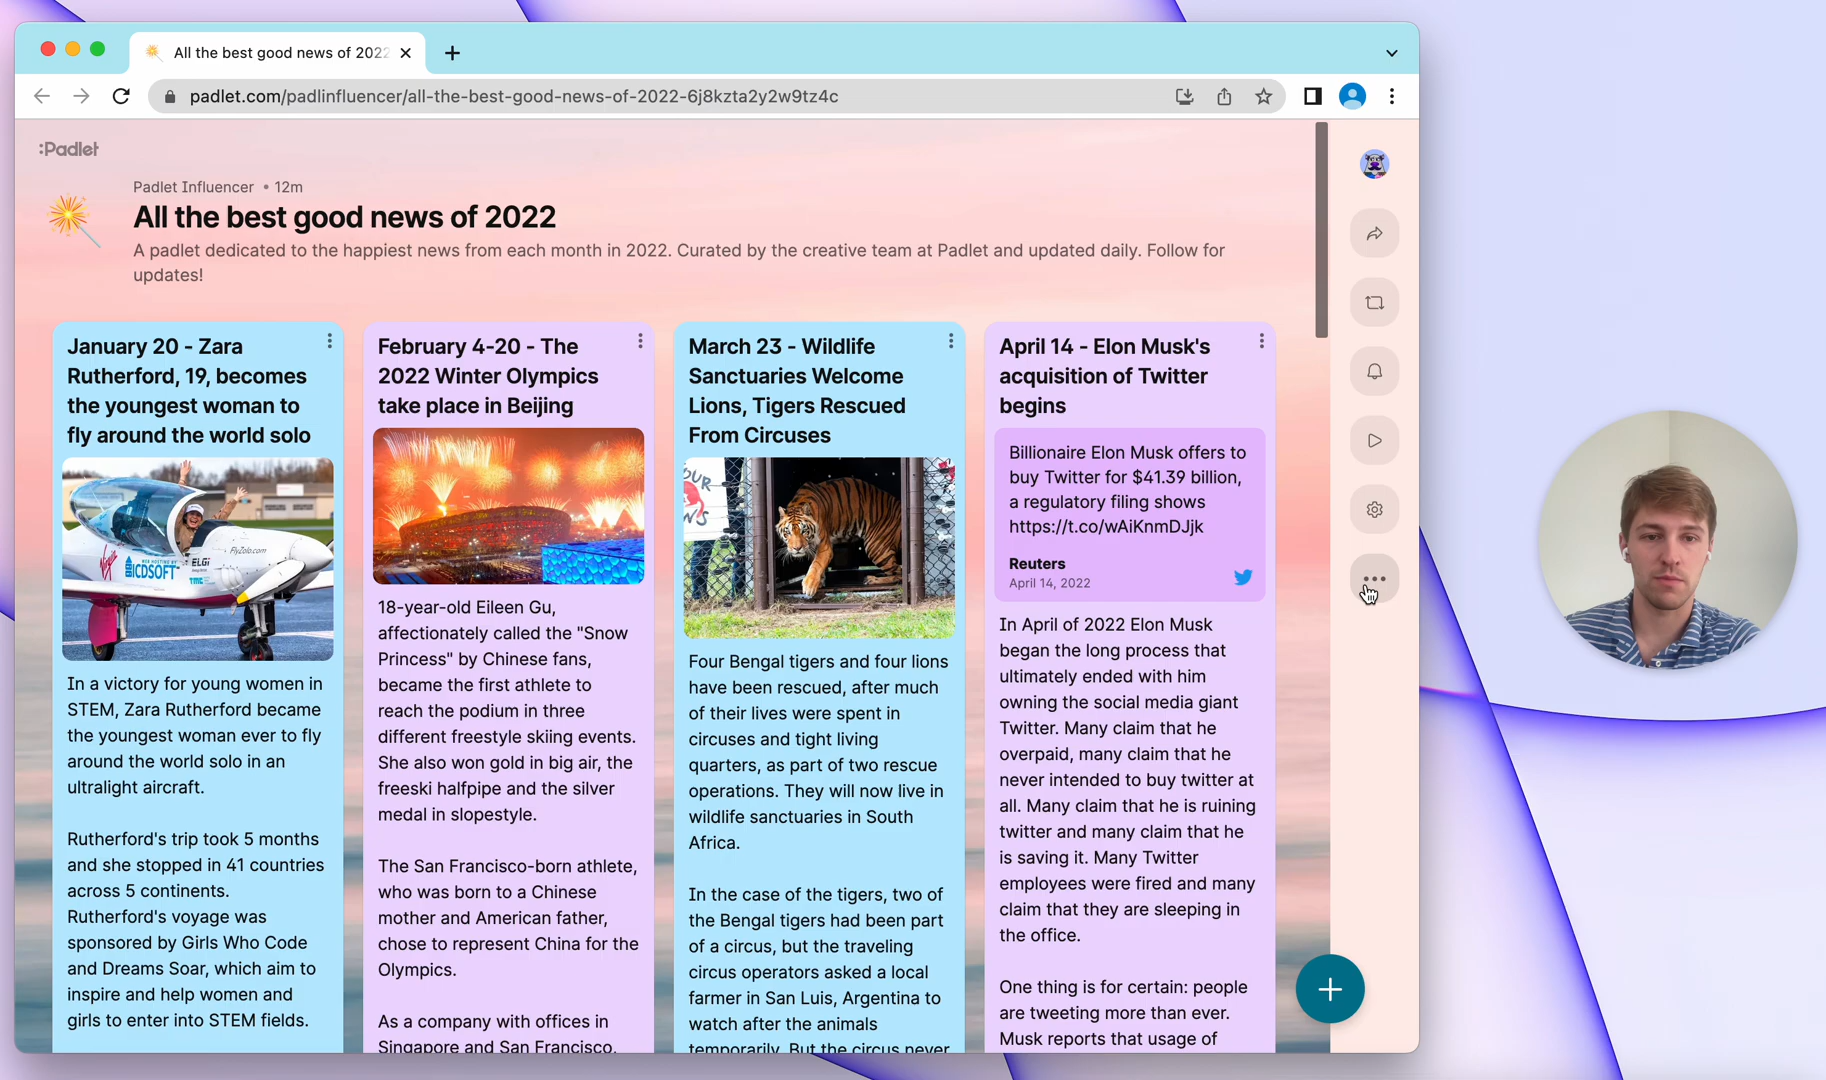 All the best good news of 2022
padlet.com/padlinfluencer/all-the-best-good-news-of-2022-6j8kzta2y2w9tz4c
:Padlet
Padlet Influencer • 12m
All the best good news of 2022
A padlet dedicated to the happiest news from each month in 2022. Curated by the creative team at Padlet and updated daily. Follow for
updates!
January 20 - Zara
Rutherford, 19, becomes
the youngest woman to
fly around the world solo
Virgin
WEB HOSTING BY
ICDSOFT
ELGi
TMC
FlyZolo.com
In a victory for young women in
STEM, Zara Rutherford became
the youngest woman ever to fly
around the world solo in an
ultralight aircraft.
Rutherford's trip took 5 months
and she stopped in 41 countries
across 5 continents.
Rutherford's voyage was
sponsored by Girls Who Code
and Dreams Soar, which aim to
inspire and help women and
girls to enter into STEM fields.
February 4-20 - The
2022 Winter Olympics
take place in Beijing
18-year-old Eileen Gu,
affectionately called the "Snow
Princess" by Chinese fans,
became the first athlete to
reach the podium in three
different freestyle skiing events.
She also won gold in big air, the
freeski halfpipe and the silver
medal in slopestyle.
The San Francisco-born athlete,
who was born to a Chinese
mother and American father,
chose to represent China for the
Olympics.
As a company with offices in
Singapore and San Francisco,
March 23 - Wildlife
Sanctuaries Welcome
Lions, Tigers Rescued
From Circuses
Four Bengal tigers and four lions
have been rescued, after much
of their lives were spent in
circuses and tight living
quarters, as part of two rescue
operations. They will now live in
wildlife sanctuaries in South
Africa.
In the case of the tigers, two of
the Bengal tigers had been part
of a circus, but the traveling
circus operators asked a local
farmer in San Luis, Argentina to
watch after the animals
temporarily. But the circus never
April 14 - Elon Musk's
acquisition of Twitter
begins
Billionaire Elon Musk offers to
buy Twitter for $41.39 billion,
a regulatory filing shows
https://t.co/wAiKnmDJjk
Reuters
April 14, 2022
In April of 2022 Elon Musk
began the long process that
ultimately ended with him
owning the social media giant
Twitter. Many claim that he
overpaid, many claim that he
never intended to buy twitter at
all. Many claim that he is ruining
twitter and many claim that he
is saving it. Many Twitter
employees were fired and many
claim that they are sleeping in
the office.
One thing is for certain: people
are tweeting more than ever.
Musk reports that usage of